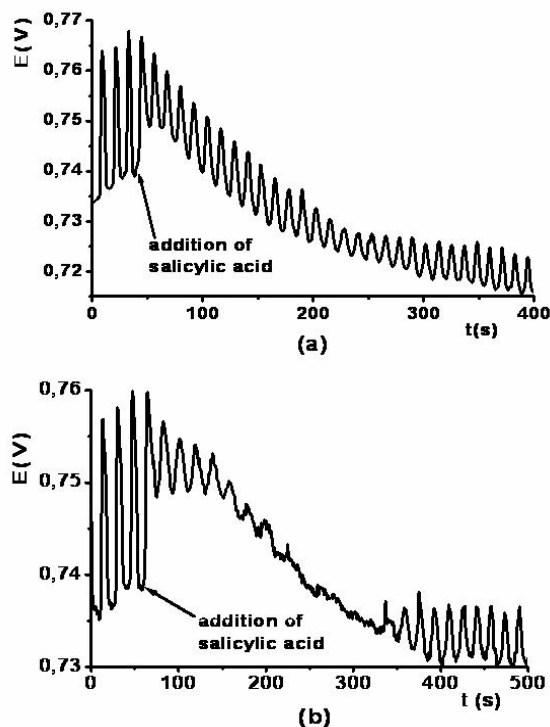 E(V)
0,77
0,76
0,75
0,74
0,73
0,72
addition of
salicylic acid
0 100 200 300 400
t(s)
(a)
E(V)
0,76
0,75
0,74
0,73
addition of
salicylic acid
0 100 200 300 400 500
t (s)
(b)